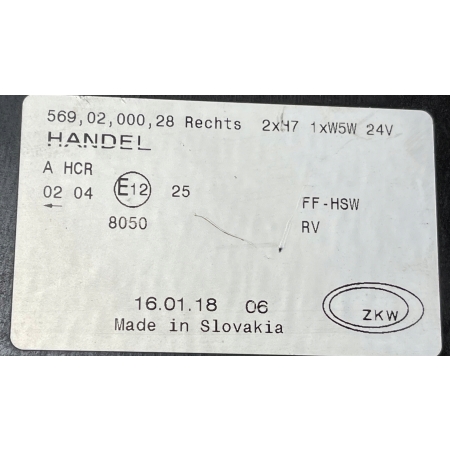 569,02,000,28 Rechts 2xH7 1xW5W 24V
HANDEL
A HCR
02 04 E12 25 FF-HSW
8050 RV
16.01.18 06
Made in Slovakia
ZKW